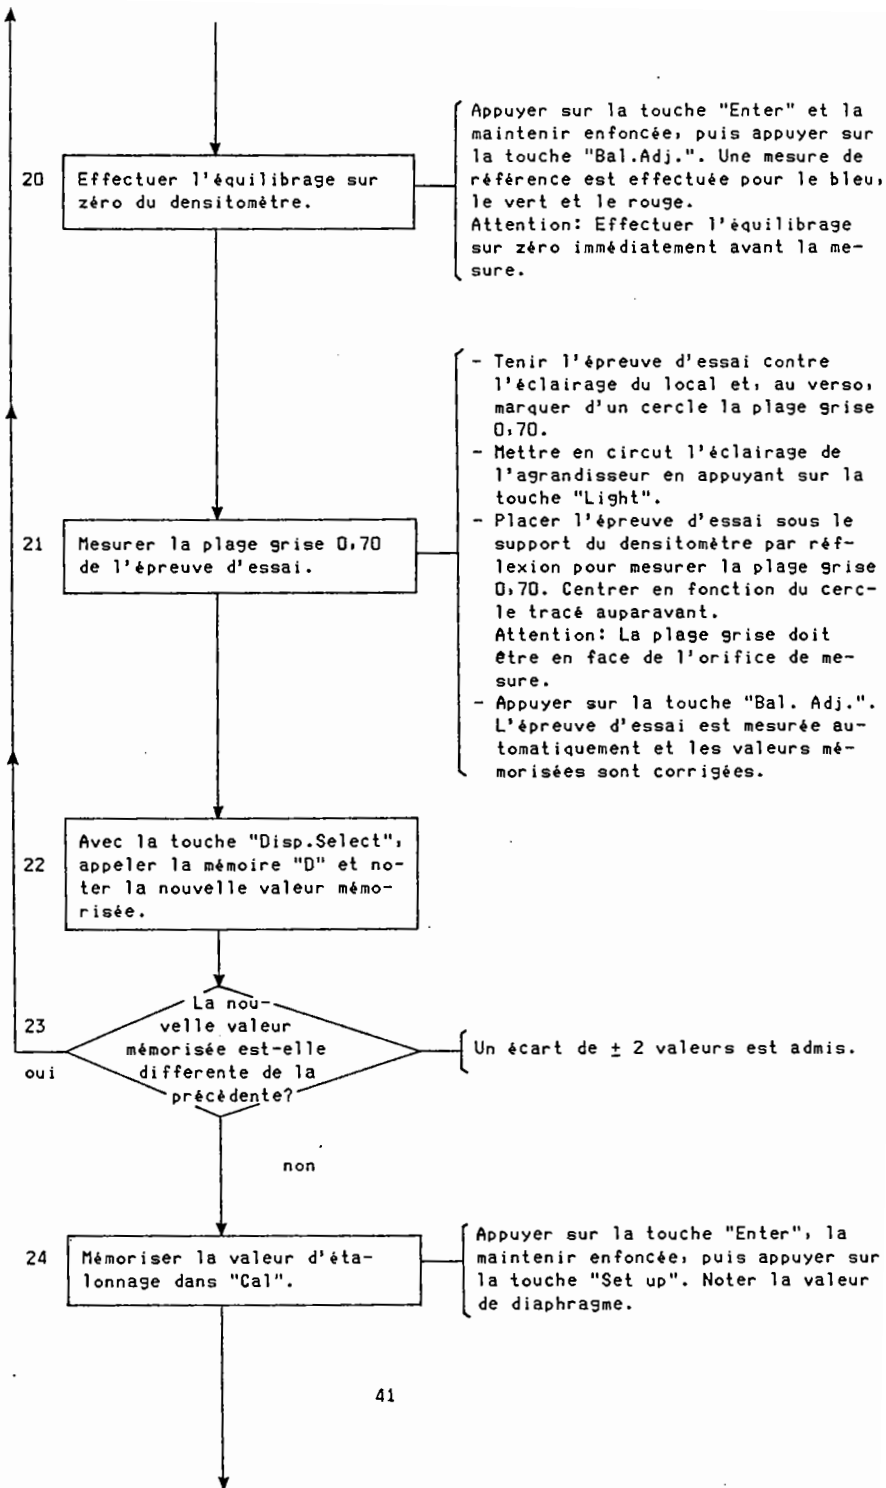 20
Effectuer l'équilibrage sur
zéro du densitomètre.
Appuyer sur la touche "Enter" et la
maintenir enfoncée, puis appuyer sur
la touche "Bal.Adj.". Une mesure de
référence est effectuée pour le bleu,
le vert et le rouge.
Attention: Effectuer l'équilibrage
sur zéro immédiatement avant la me-
sure.
21
Mesurer la plage grise 0,70
de l'épreuve d'essai.
- Tenir l'épreuve d'essai contre
l'éclairage du local et, au verso,
marquer d'un cercle la plage grise
0,70.
- Mettre en circut l'éclairage de
l'agrandisseur en appuyant sur la
touche "Light".
- Placer l'épreuve d'essai sous le
support du densitomètre par réf-
lexion pour mesurer la plage grise
0,70. Centrer en fonction du cerc-
le tracé auparavant.
Attention: La plage grise doit
être en face de l'orifice de me-
sure.
- Appuyer sur la touche "Bal. Adj.".
L'épreuve d'essai est mesurée au-
tomatiquement et les valeurs mé-
morisées sont corrigées.
22
Avec la touche "Disp.Select",
appeler la mémoire "D" et no-
ter la nouvelle valeur mémo-
risée.
23
La nou-
velle valeur
mémorisée est-elle
differente de la
précèdente?
oui
Un écart de ± 2 valeurs est admis.
non
24
Mémoriser la valeur d'éta-
lonnage dans "Cal".
Appuyer sur la touche "Enter", la
maintenir enfoncée, puis appuyer sur
la touche "Set up". Noter la valeur
de diaphragme.
41